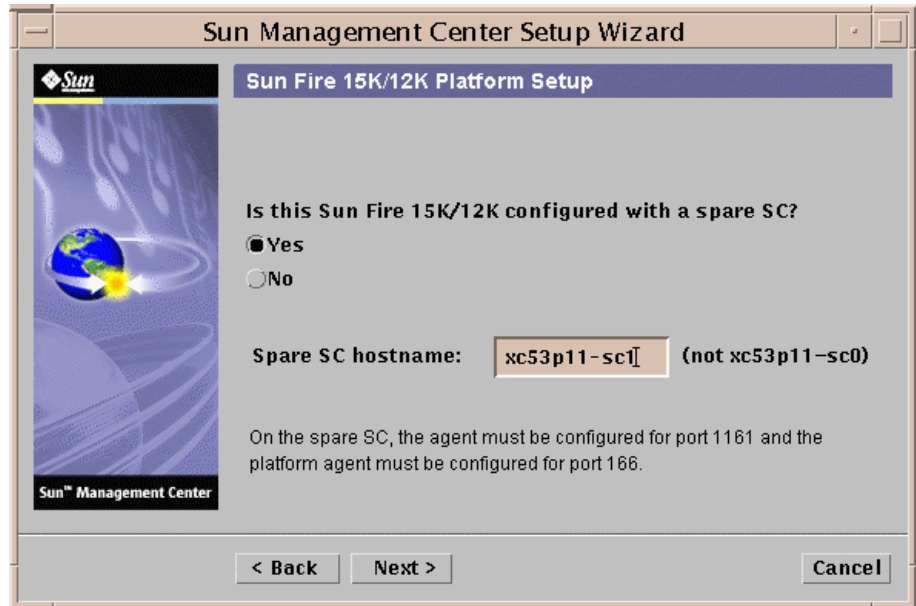 Sun Management Center Setup Wizard
Sun
Sun Fire 15K/12K Platform Setup
Is this Sun Fire 15K/12K configured with a spare SC?
Yes
No
Spare SC hostname: xc53p11-sc1 (not xc53p11-sc0)
On the spare SC, the agent must be configured for port 1161 and the
platform agent must be configured for port 166.
Sun™ Management Center
< Back Next > Cancel